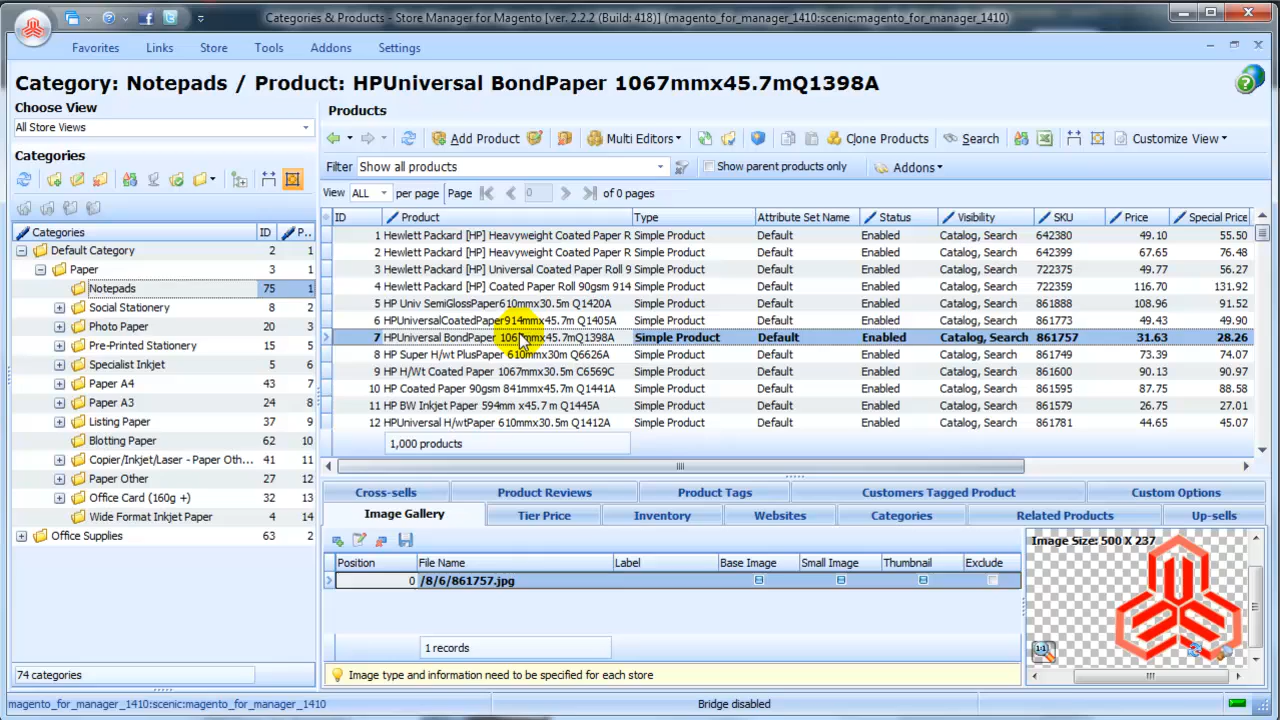 Categories & Products - Store Manager for Magento [ver. 2.2.2 (Build: 418)] (magento_for_manager_1410:scenic:magento_for_manager_1410)
Favorites Links Store Tools Addons Settings
Category: Notepads / Product: HPUniversal BondPaper 1067mmx45.7mQ1398A
Choose View
All Store Views
Categories
Categories ID P..
Default Category 2 1
Paper 3 1
Notepads 75 1
Social Stationery 8 2
Photo Paper 20 3
Pre-Printed Stationery 25 5
Specialist Inkjet 5 6
Paper A4 43 7
Paper A3 24 8
Listing Paper 37 9
Blotting Paper 62 10
Copier/Inkjet/Laser - Paper Oth... 41 11
Paper Other 27 12
Office Card (160g +) 32 13
Wide Format Inkjet Paper 4 14
Office Supplies 63 2
74 categories
Products
Add Product Multi Editors Clone Products Search Customize View
Filter Show all products Show parent products only Addons
View ALL per page Page 0 of 0 pages
ID Product Type Attribute Set Name Status Visibility SKU Price Special Price
1 Hewlett Packard [HP] Heavyweight Coated Paper R Simple Product Default Enabled Catalog, Search 642380 49.10 55.50
2 Hewlett Packard [HP] Heavyweight Coated Paper R Simple Product Default Enabled Catalog, Search 642399 67.65 76.48
3 Hewlett Packard [HP] Universal Coated Paper Roll 9 Simple Product Default Enabled Catalog, Search 722375 49.77 56.27
4 Hewlett Packard [HP] Coated Paper Roll 90gsm 914 Simple Product Default Enabled Catalog, Search 722359 116.70 131.92
5 HP Univ SemiGlossPaper610mmx30.5m Q1420A Simple Product Default Enabled Catalog, Search 861888 108.96 91.52
6 HPUniversalCoatedPaper914mmx45.7m Q1405A Simple Product Default Enabled Catalog, Search 861773 49.43 49.90
7 HPUniversal BondPaper 1067mmx45.7mQ1398A Simple Product Default Enabled Catalog, Search 861757 31.63 28.26
8 HP Super H/wt PlusPaper 610mmx30m Q6626A Simple Product Default Enabled Catalog, Search 861749 73.39 74.07
9 HP H/Wt Coated Paper 1067mmx30.5m C6569C Simple Product Default Enabled Catalog, Search 861900 90.13 90.97
10 HP Coated Paper 90gsm 841mmx45.7m Q1441A Simple Product Default Enabled Catalog, Search 861595 87.75 88.58
11 HP BW Inkjet Paper 594mm x45.7 m Q1445A Simple Product Default Enabled Catalog, Search 861579 26.75 27.01
12 HPUniversal H/wtPaper 610mmx30.5m Q1412A Simple Product Default Enabled Catalog, Search 861781 44.65 45.07
1,000 products
Cross-sells Product Reviews Product Tags Customers Tagged Product Custom Options
Image Gallery Tier Price Inventory Websites Categories Related Products Up-sells
Position File Name Label Base Image Small Image Thumbnail Exclude
0 /8/6/861757.jpg
1 records
Image type and information need to be specified for each store
Image Size: 500 X 237
1:1
magento_for_manager_1410:scenic:magento_for_manager_1410 Bridge disabled